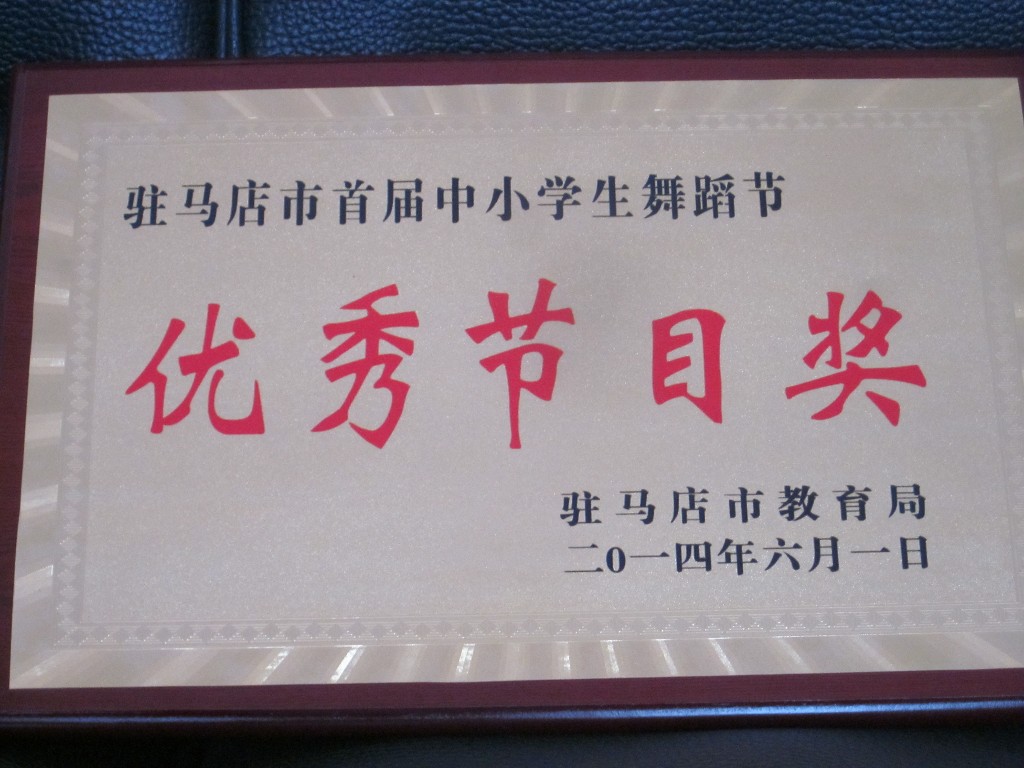 驻马店市首届中小学生舞蹈节
优秀节目奖
驻马店市教育局
二0一四年六月一日